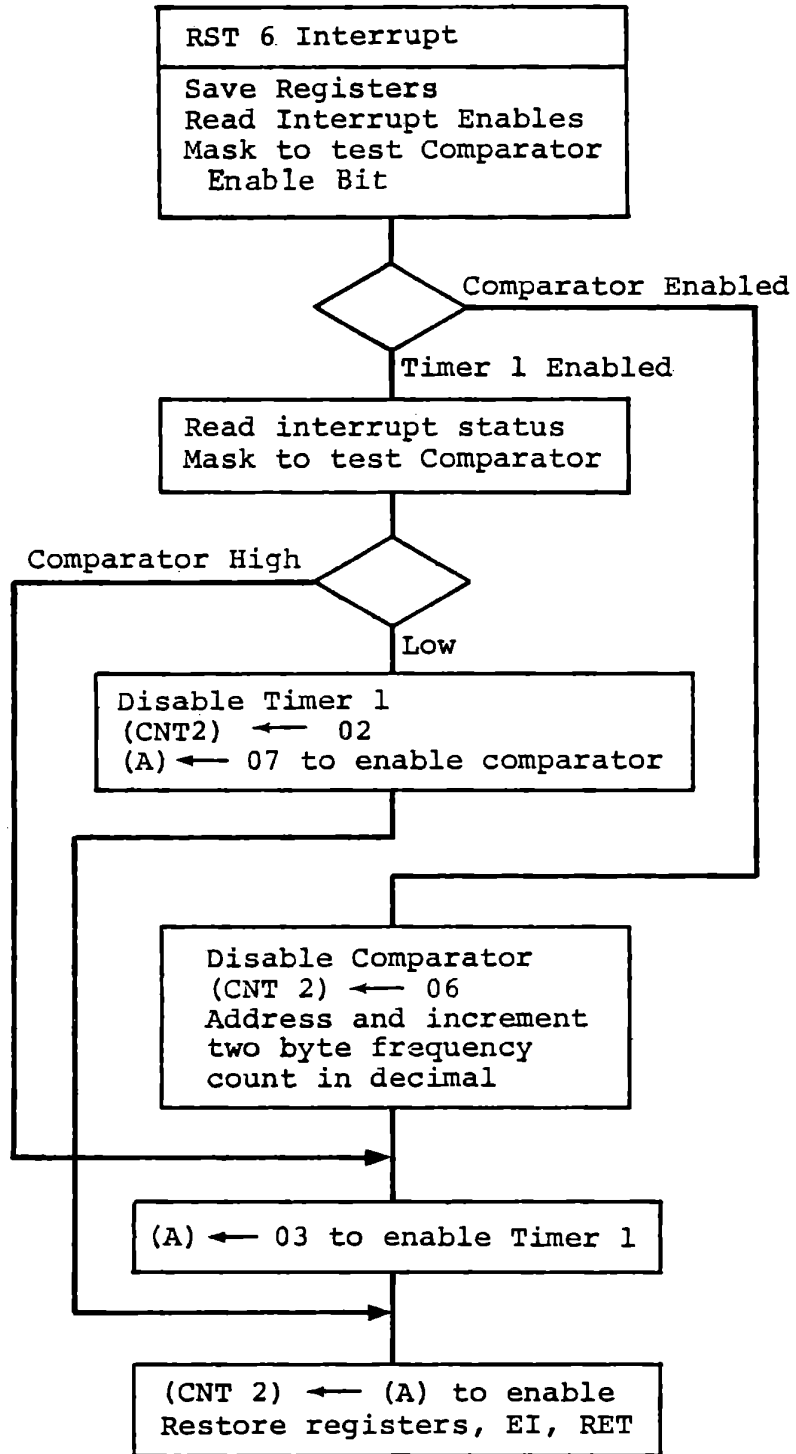 RST 6 Interrupt
Save Registers
Read Interrupt Enables
Mask to test Comparator
Enable Bit
Comparator Enabled
Timer 1 Enabled
Read interrupt status
Mask to test Comparator
Comparator High
Low
Disable Timer 1
(CNT2) ← 02
(A) ← 07 to enable comparator
Disable Comparator
(CNT 2) ← 06
Address and increment
two byte frequency
count in decimal
(A) ← 03 to enable Timer 1
(CNT 2) ← (A) to enable
Restore registers, EI, RET